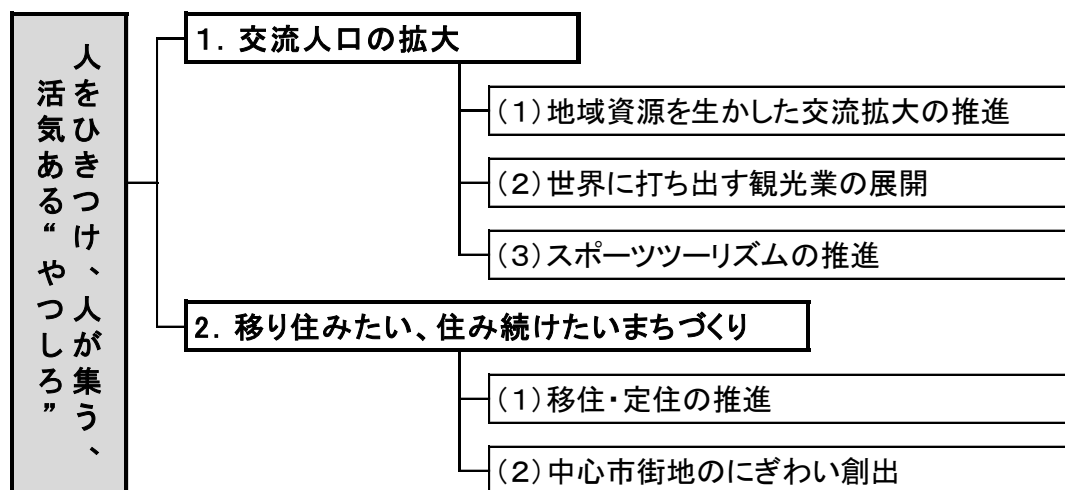 人をひきつけ、人が集う、
活気ある“やつしろ”
1．交流人口の拡大
（1）地域資源を生かした交流拡大の推進
（2）世界に打ち出す観光業の展開
（3）スポーツツーリズムの推進
2．移り住みたい、住み続けたいまちづくり
（1）移住・定住の推進
（2）中心市街地のにぎわい創出